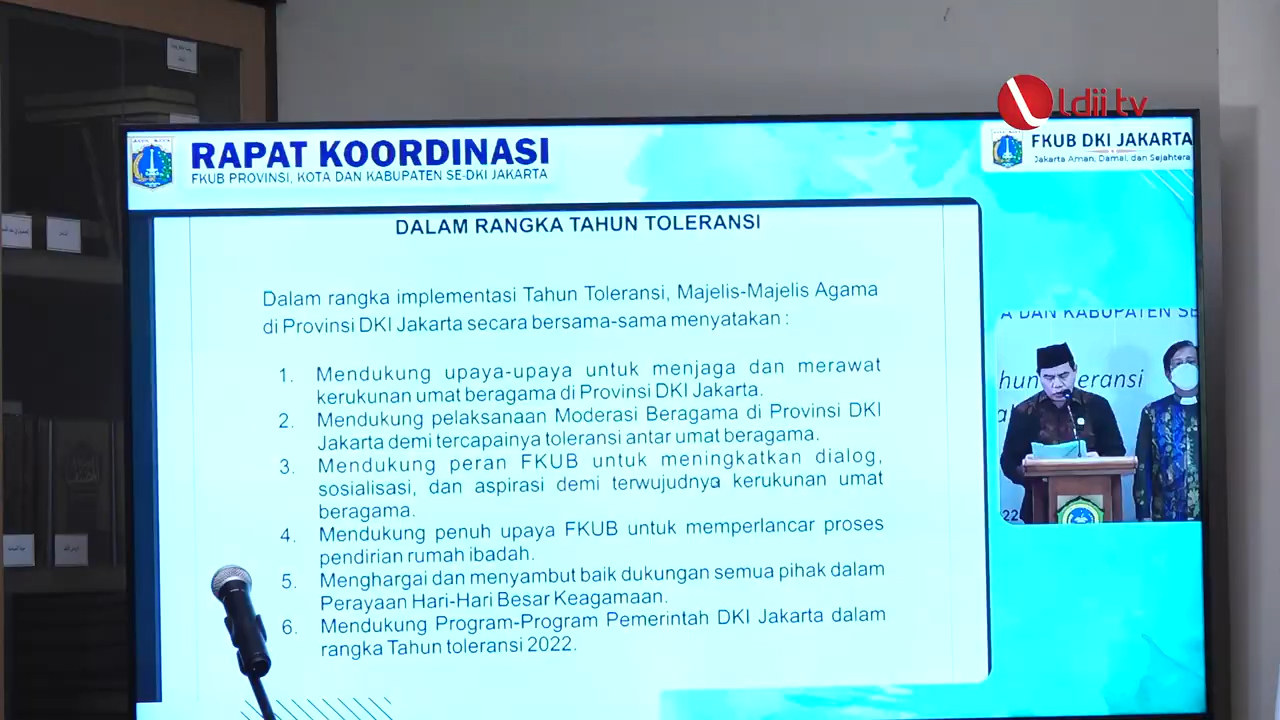 ldii tv
RAPAT KOORDINASI
FKUB PROVINSI, KOTA DAN KABUPATEN SE-DKI JAKARTA
FKUB DKI JAKARTA
Jakarta Aman, Damai, dan Sejahtera
DALAM RANGKA TAHUN TOLERANSI
Dalam rangka implementasi Tahun Toleransi, Majelis-Majelis Agama
di Provinsi DKI Jakarta secara bersama-sama menyatakan :
1. Mendukung upaya-upaya untuk menjaga dan merawat
kerukunan umat beragama di Provinsi DKI Jakarta.
2. Mendukung pelaksanaan Moderasi Beragama di Provinsi DKI
Jakarta demi tercapainya toleransi antar umat beragama.
3. Mendukung peran FKUB untuk meningkatkan dialog,
sosialisasi, dan aspirasi demi terwujudnya kerukunan umat
beragama.
4. Mendukung penuh upaya FKUB untuk memperlancar proses
pendirian rumah ibadah.
5. Menghargai dan menyambut baik dukungan semua pihak dalam
Perayaan Hari-Hari Besar Keagamaan.
6. Mendukung Program-Program Pemerintah DKI Jakarta dalam
rangka Tahun toleransi 2022.
A DAN KABUPATEN SE
hun Toleransi